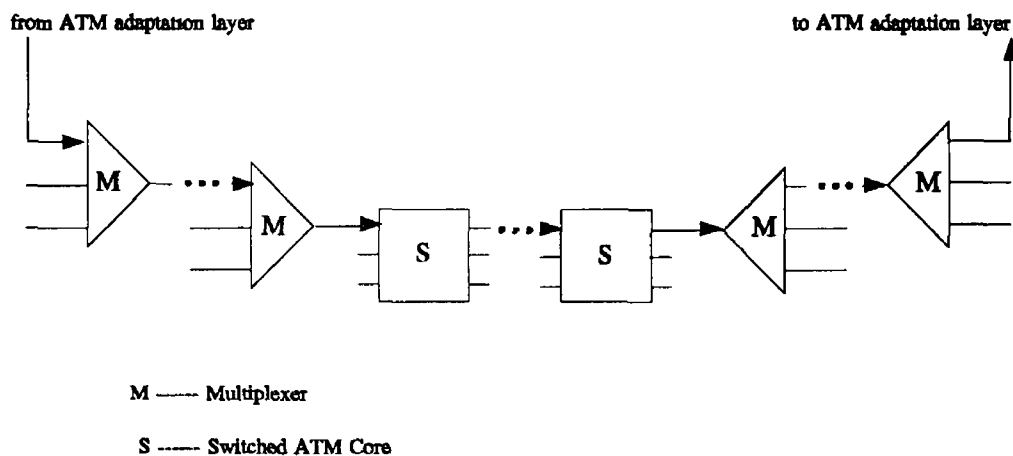 from ATM adaptation layer
to ATM adaptation layer
M
M
S
S
M
M
M —— Multiplexer
S ----- Switched ATM Core